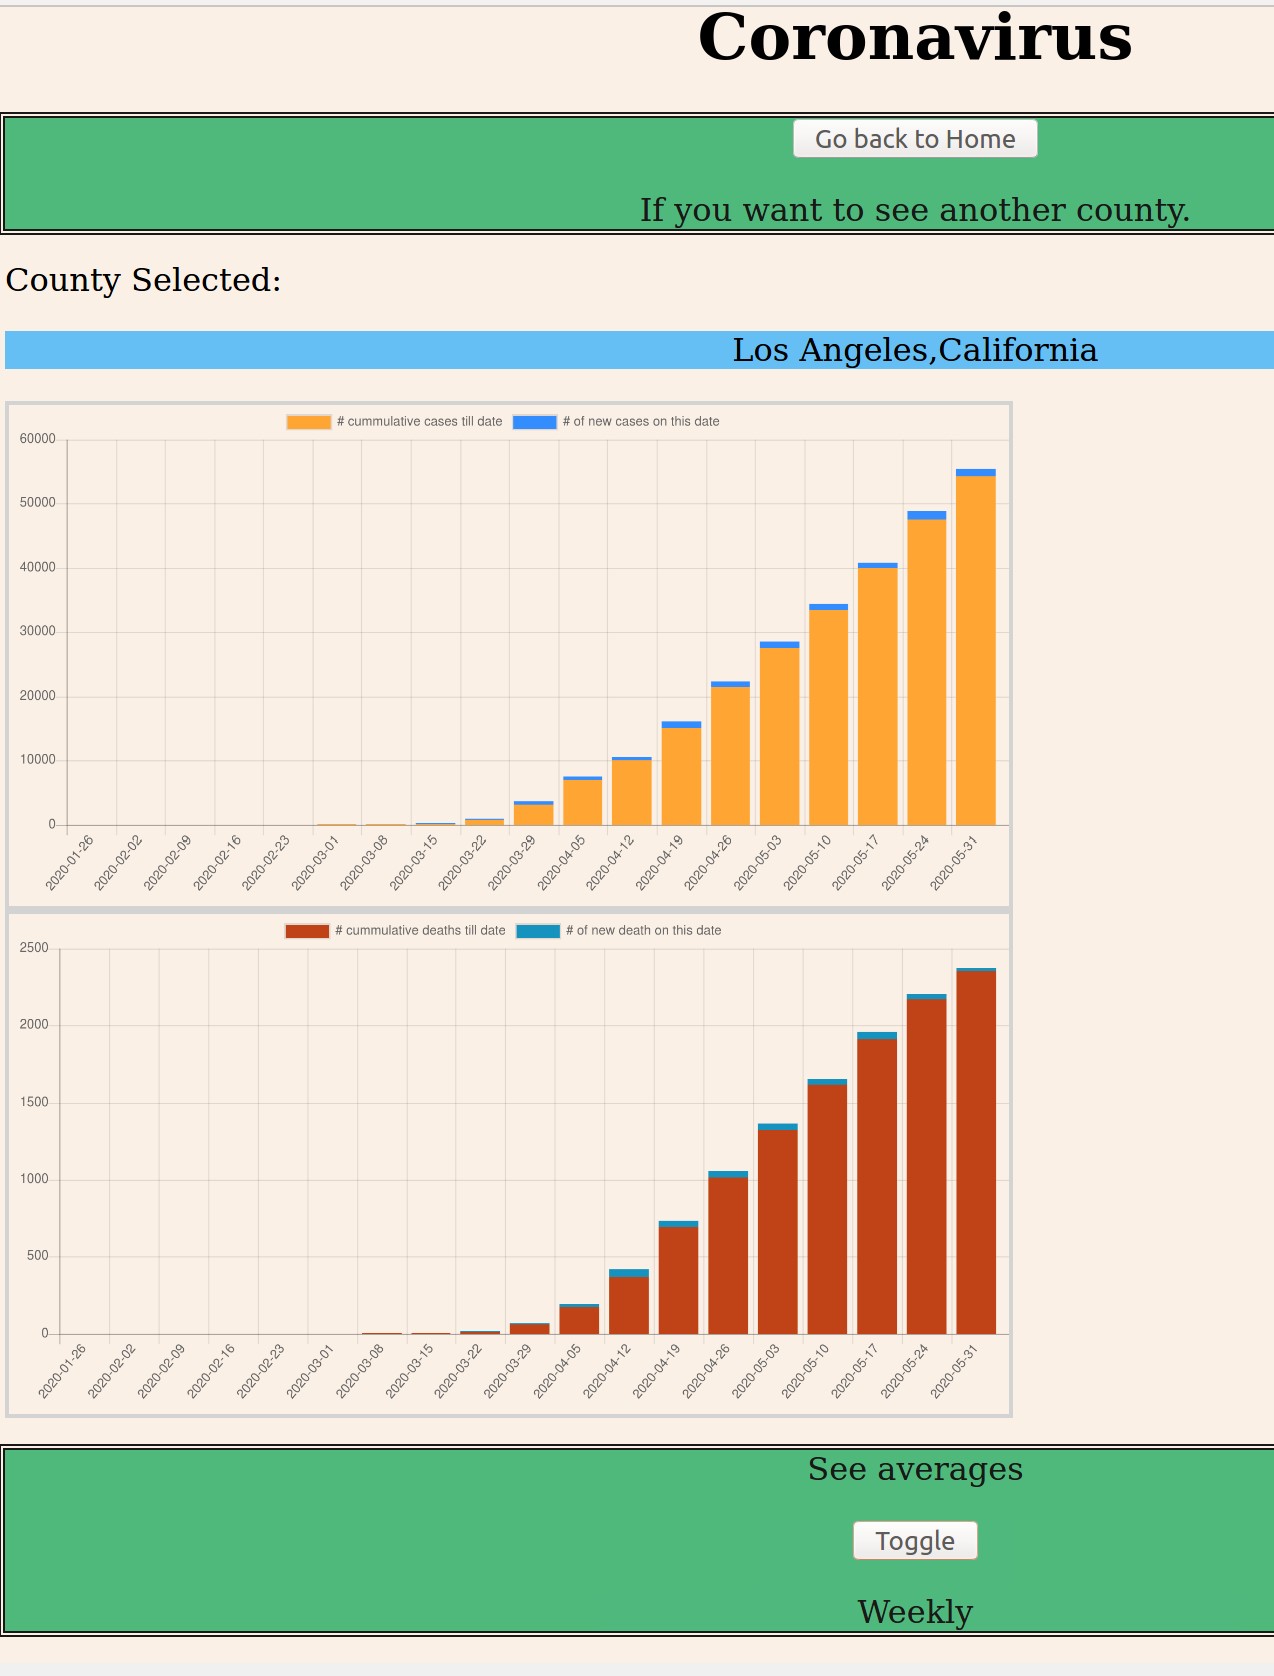 Coronavirus
Go back to Home
If you want to see another county.
County Selected:
Los Angeles,California
# cummulative cases till date # of new cases on this date
60000
50000
40000
30000
20000
10000
0
2020-01-26 2020-02-02 2020-02-09 2020-02-16 2020-02-23 2020-03-01 2020-03-08 2020-03-15 2020-03-22 2020-03-29 2020-04-05 2020-04-12 2020-04-19 2020-04-26 2020-05-03 2020-05-10 2020-05-17 2020-05-24 2020-05-31
# cummulative deaths till date # of new death on this date
2500
2000
1500
1000
500
0
2020-01-26 2020-02-02 2020-02-09 2020-02-16 2020-02-23 2020-03-01 2020-03-08 2020-03-15 2020-03-22 2020-03-29 2020-04-05 2020-04-12 2020-04-19 2020-04-26 2020-05-03 2020-05-10 2020-05-17 2020-05-24 2020-05-31
See averages
Toggle
Weekly